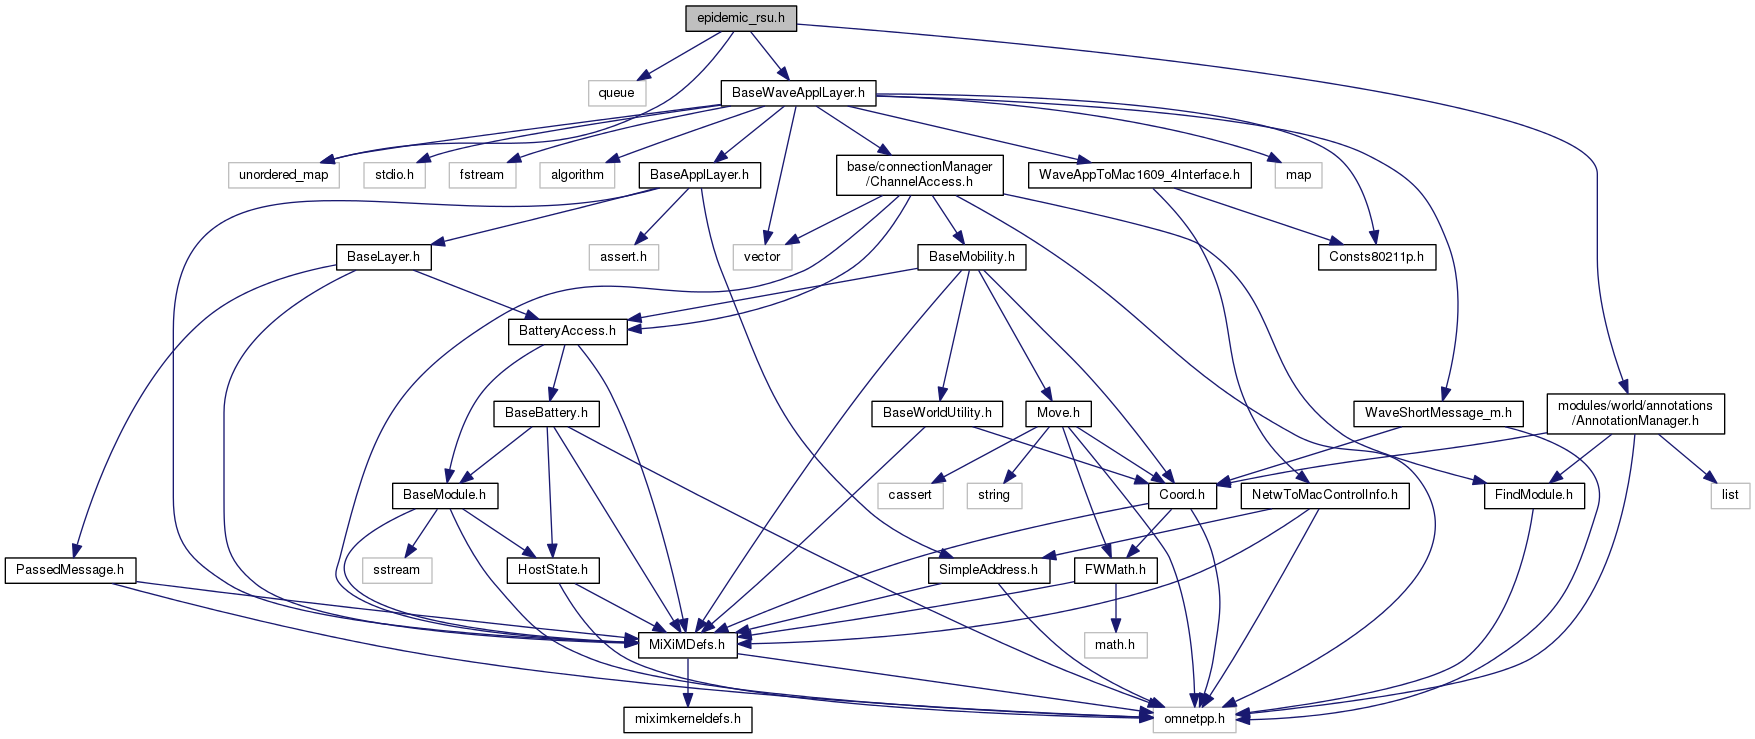 epidemic_rsu.h
queue
BaseWaveApplLayer.h
unordered_map
stdio.h
fstream
algorithm
BaseApplLayer.h
base/connectionManager
/ChannelAccess.h
WaveAppToMac1609_4Interface.h
map
BaseLayer.h
assert.h
vector
BaseMobility.h
Consts80211p.h
BatteryAccess.h
BaseBattery.h
BaseWorldUtility.h
Move.h
WaveShortMessage_m.h
modules/world/annotations
/AnnotationManager.h
BaseModule.h
cassert
string
Coord.h
NetwToMacControlInfo.h
FindModule.h
list
PassedMessage.h
sstream
HostState.h
SimpleAddress.h
FWMath.h
MiXiMDefs.h
math.h
miximkerneldefs.h
omnetpp.h